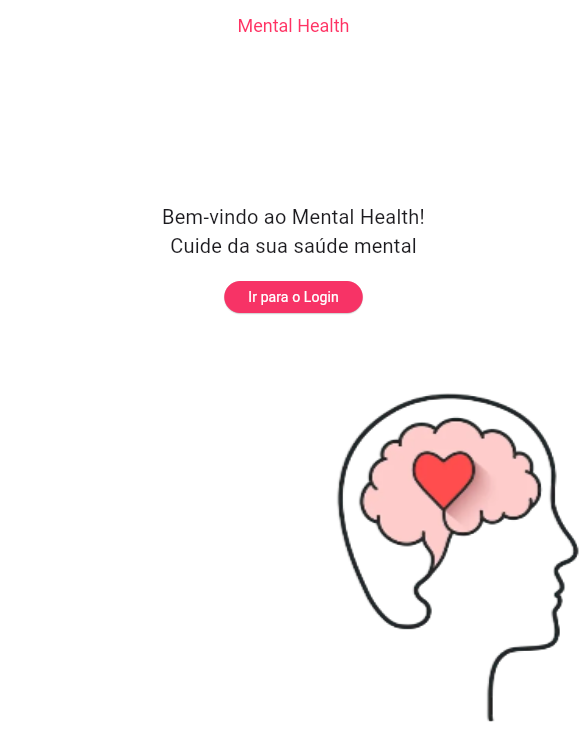 Mental Health
Bem-vindo ao Mental Health!
Cuide da sua saúde mental
Ir para o Login